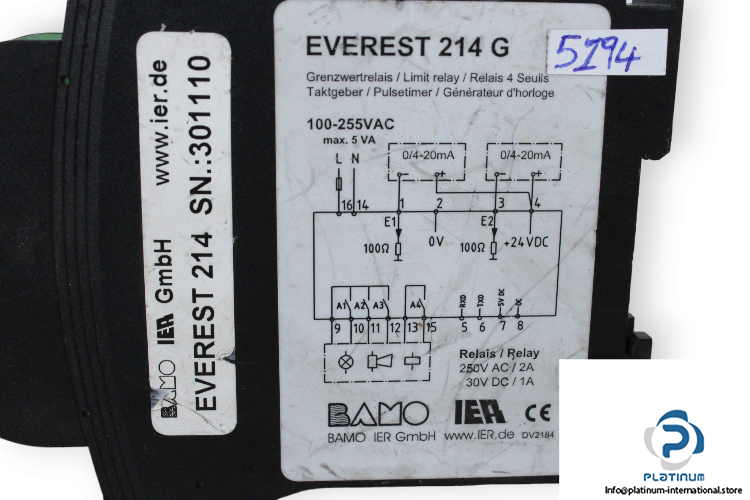 www.ier.de
SN.:301110
BAMO IER GmbH
EVEREST 214
EVEREST 214 G
5194
Grenzwertrelais / Limit relay / Relais 4 Seuils
Taktgeber / Pulsetimer / Générateur d'horloge
100-255VAC
max. 5 VA
L N
0/4-20mA 0/4-20mA
- + - +
16 14 1 2 3 4
E1 E2
100Ω 0V 100Ω +24VDC
A1 A2 A3 A4
RXD TXD 5V DC DC
9 10 11 12 13 15 5 6 7 8
Relais / Relay
250V AC / 2A
30V DC / 1A
BAMO IER CE
BAMO IER GmbH www.IER.de DV2184
PLATINUM
Info@platinum-international.store